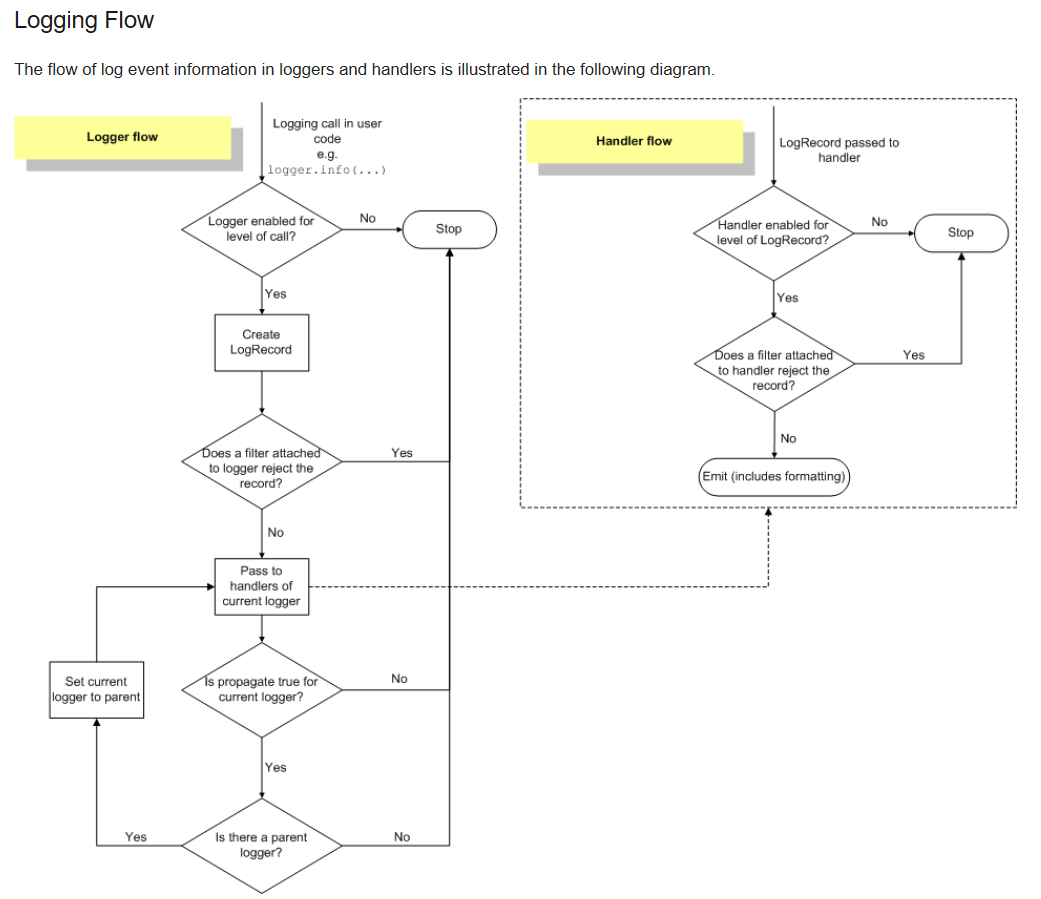 Logging Flow
The flow of log event information in loggers and handlers is illustrated in the following diagram.
Logger flow
Logging call in user
code
e.g.
logger.info(...)
Logger enabled for
level of call?
No
Stop
Yes
Create
LogRecord
Does a filter attached
to logger reject the
record?
Yes
No
Pass to
handlers of
current logger
Set current
logger to parent
Is propagate true for
current logger?
No
Yes
Is there a parent
logger?
Yes
No
Handler flow
LogRecord passed to
handler
Handler enabled for
level of LogRecord?
No
Stop
Yes
Does a filter attached
to handler reject the
record?
Yes
No
Emit (includes formatting)